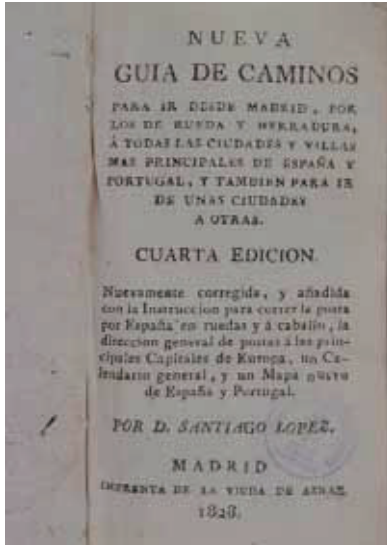 NUEVA
GUIA DE CAMINOS
PARA IR DESDE MADRID, POR
LOS DE RUEDA Y HERRADURA,
Á TODAS LAS CIUDADES Y VILLAS
MAS PRINCIPALES DE ESPAÑA Y
PORTUGAL, Y TAMBIEN PARA IR
DE UNAS CIUDADES
A OTRAS.
CUARTA EDICION.
Nuevamente corregida, y añadida
con la Instruccion para correr la posta
por España en ruedas y á caballo, la
direccion general de postas á las prin-
cipales Capitales de Europa, un Ca-
lendario general, y un Mapa nuevo
de España y Portugal.
POR D. SANTIAGO LOPEZ.
MADRID
IMPRENTA DE LA VIUDA DE AZNAR.